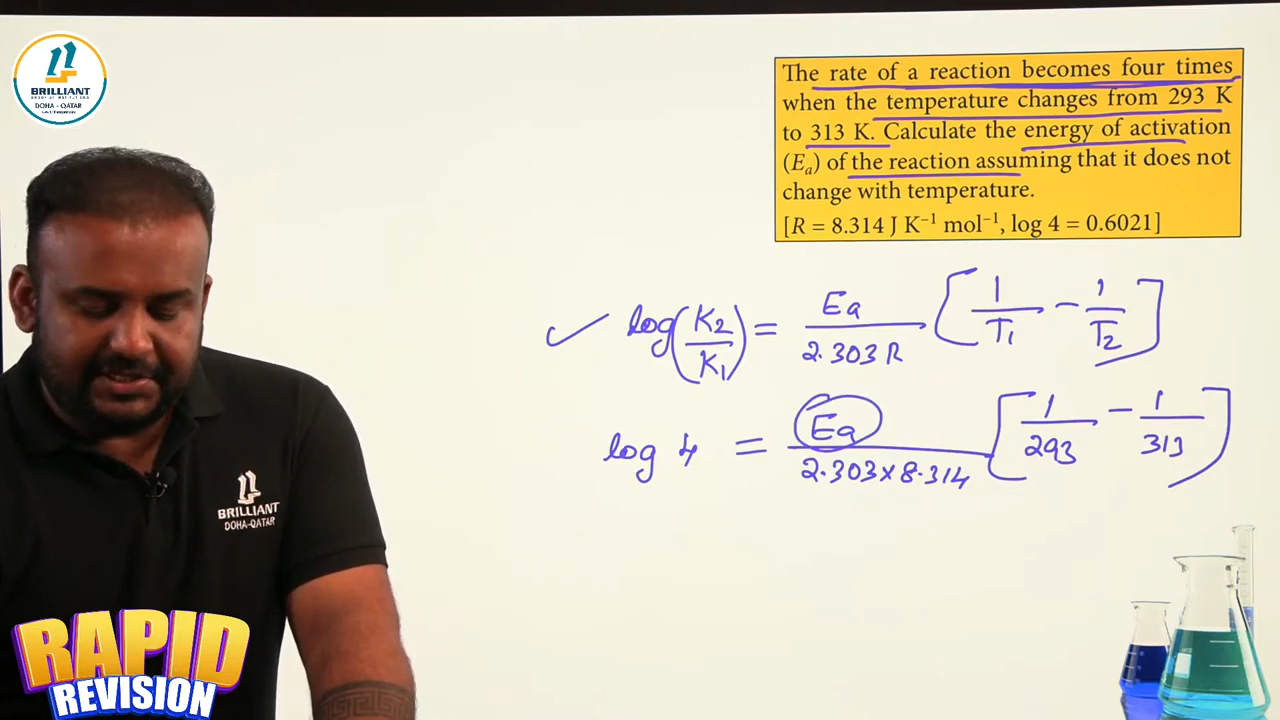 BRILLIANT
GROUP OF INSTITUTIONS
DOHA - QATAR
The rate of a reaction becomes four times
when the temperature changes from 293 K
to 313 K. Calculate the energy of activation
(Eₐ) of the reaction assuming that it does not
change with temperature.
[R = 8.314 J K⁻¹ mol⁻¹, log 4 = 0.6021]
✓ log(K₂/K₁) = Ea/2.303 R [1/T₁ − 1/T₂]
log 4 = Ea/2.303×8.314 [1/293 − 1/313]
BRILLIANT
DOHA-QATAR
RAPID
REVISION